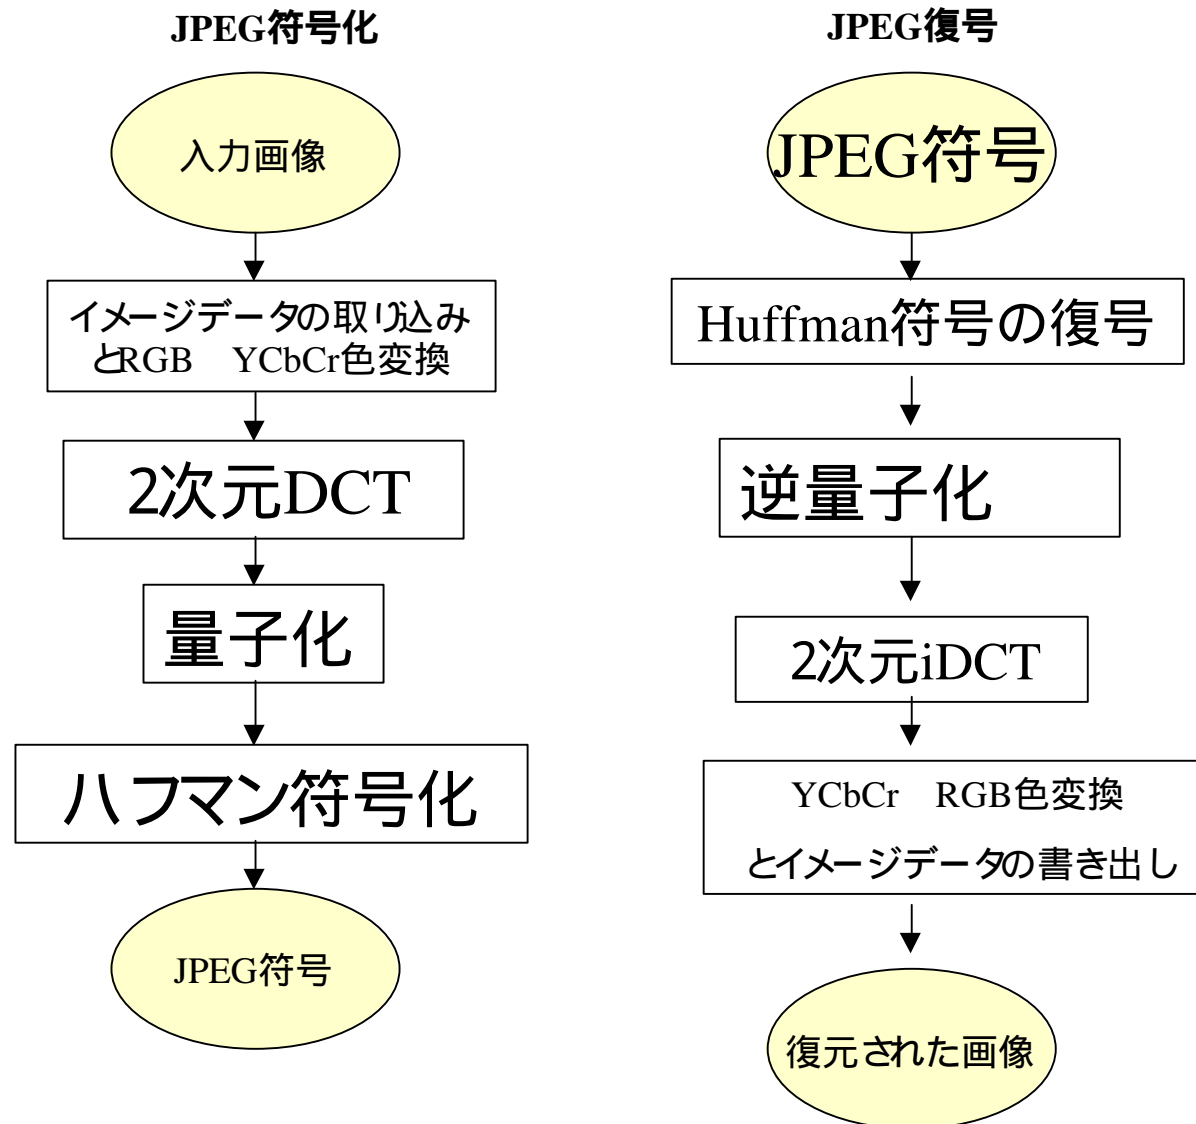 JPEG符号化
入力画像
イメージデータの取り込み
とRGB　YCbCr色変換
2次元DCT
量子化
ハフマン符号化
JPEG符号
JPEG復号
JPEG符号
Huffman符号の復号
逆量子化
2次元iDCT
YCbCr　RGB色変換
とイメージデータの書き出し
復元された画像